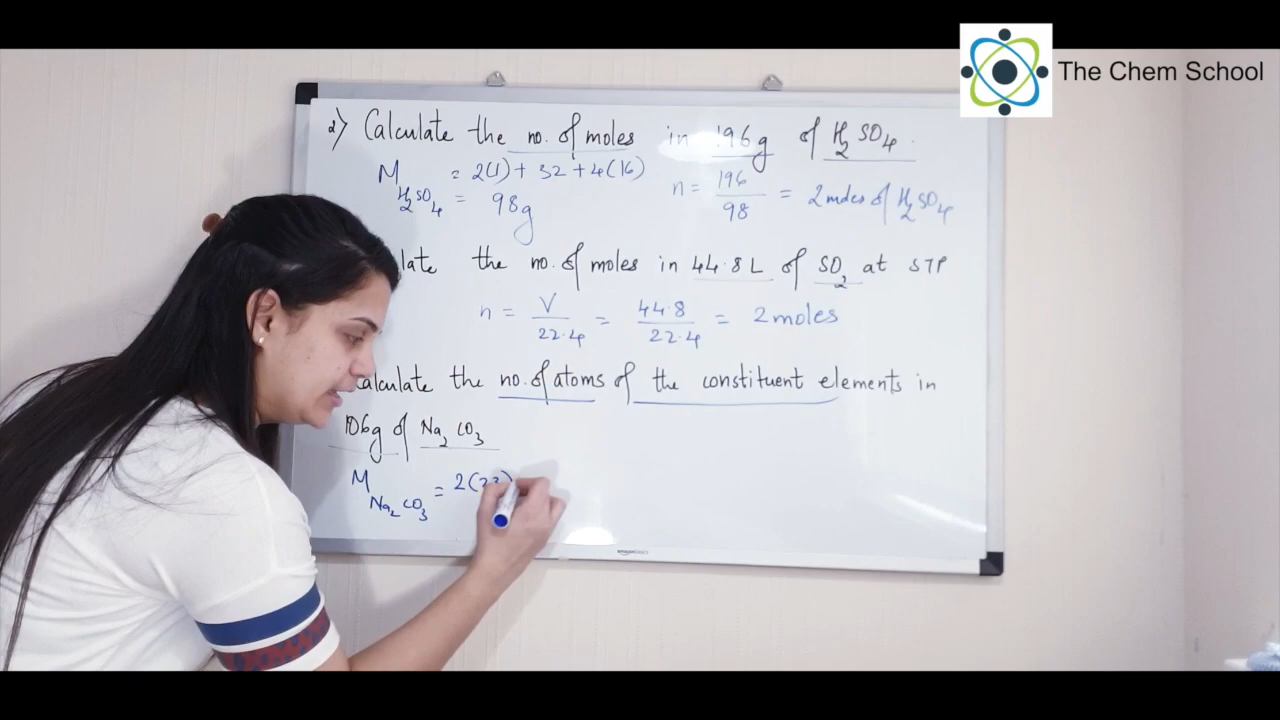 The Chem School
2) Calculate the no. of moles in 196g of H₂SO₄.
M H₂SO₄ = 2(1) + 32 + 4(16)
= 98g
n = 196/98 = 2 moles of H₂SO₄
late the no. of moles in 44.8 L of SO₂ at STP
n = V/22.4 = 44.8/22.4 = 2 moles
alculate the no. of atoms of the constituent elements in
106g of Na₂CO₃
M Na₂CO₃ = 2(23)